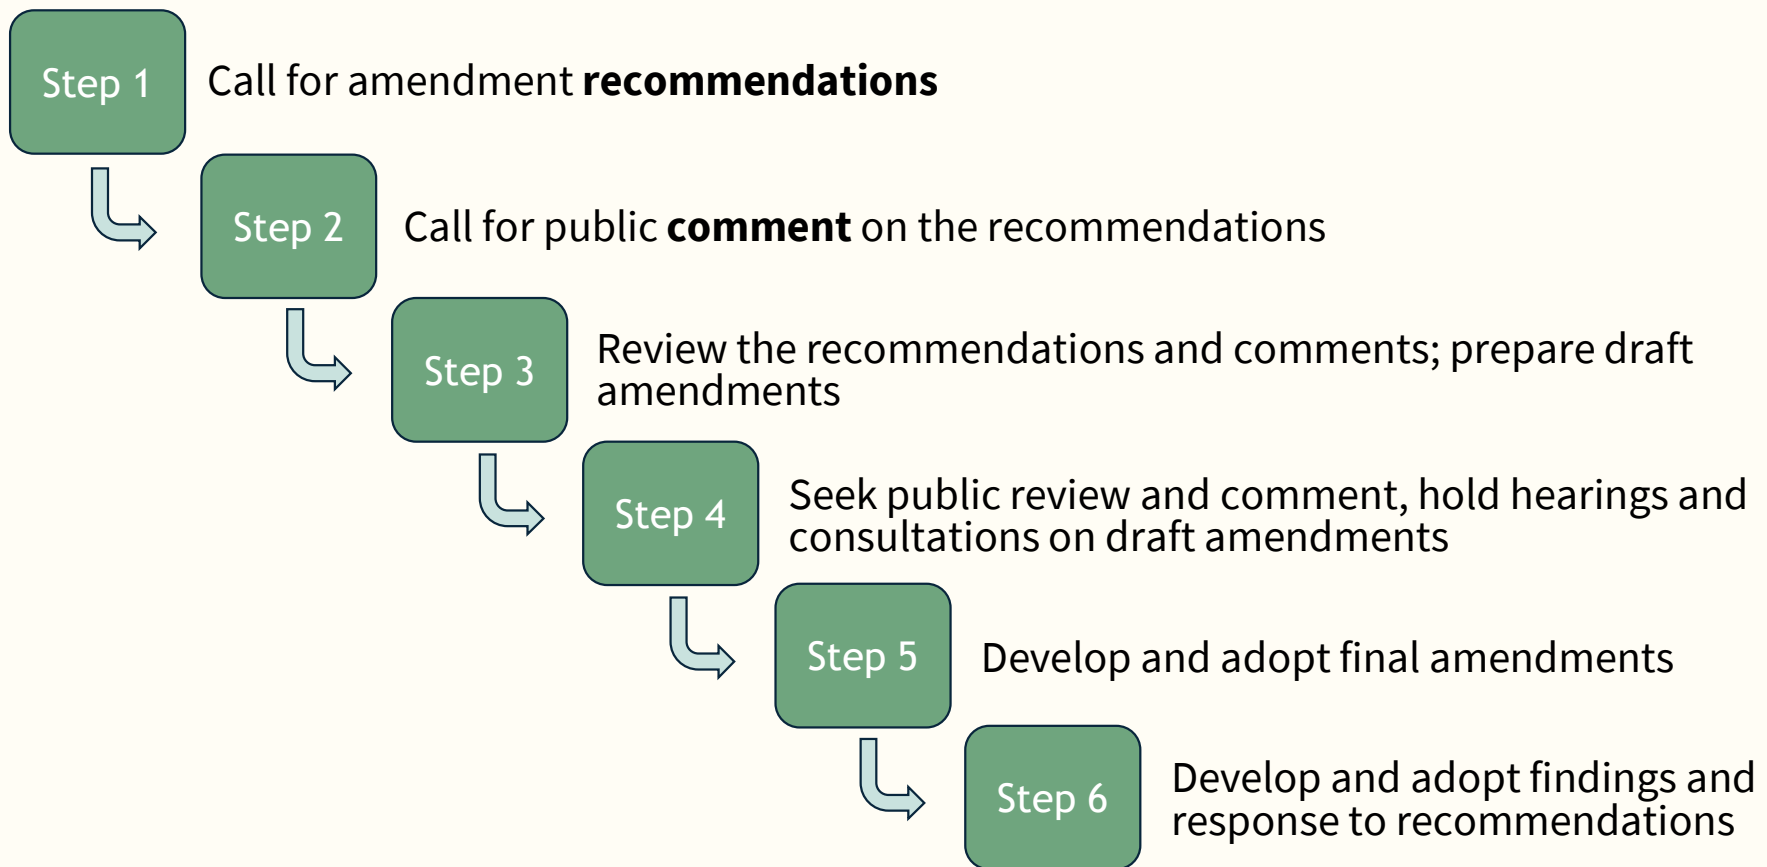 Step 1
Call for amendment recommendations
Step 2
Call for public comment on the recommendations
Step 3
Review the recommendations and comments; prepare draft
amendments
Step 4
Seek public review and comment, hold hearings and
consultations on draft amendments
Step 5
Develop and adopt final amendments
Step 6
Develop and adopt findings and
response to recommendations